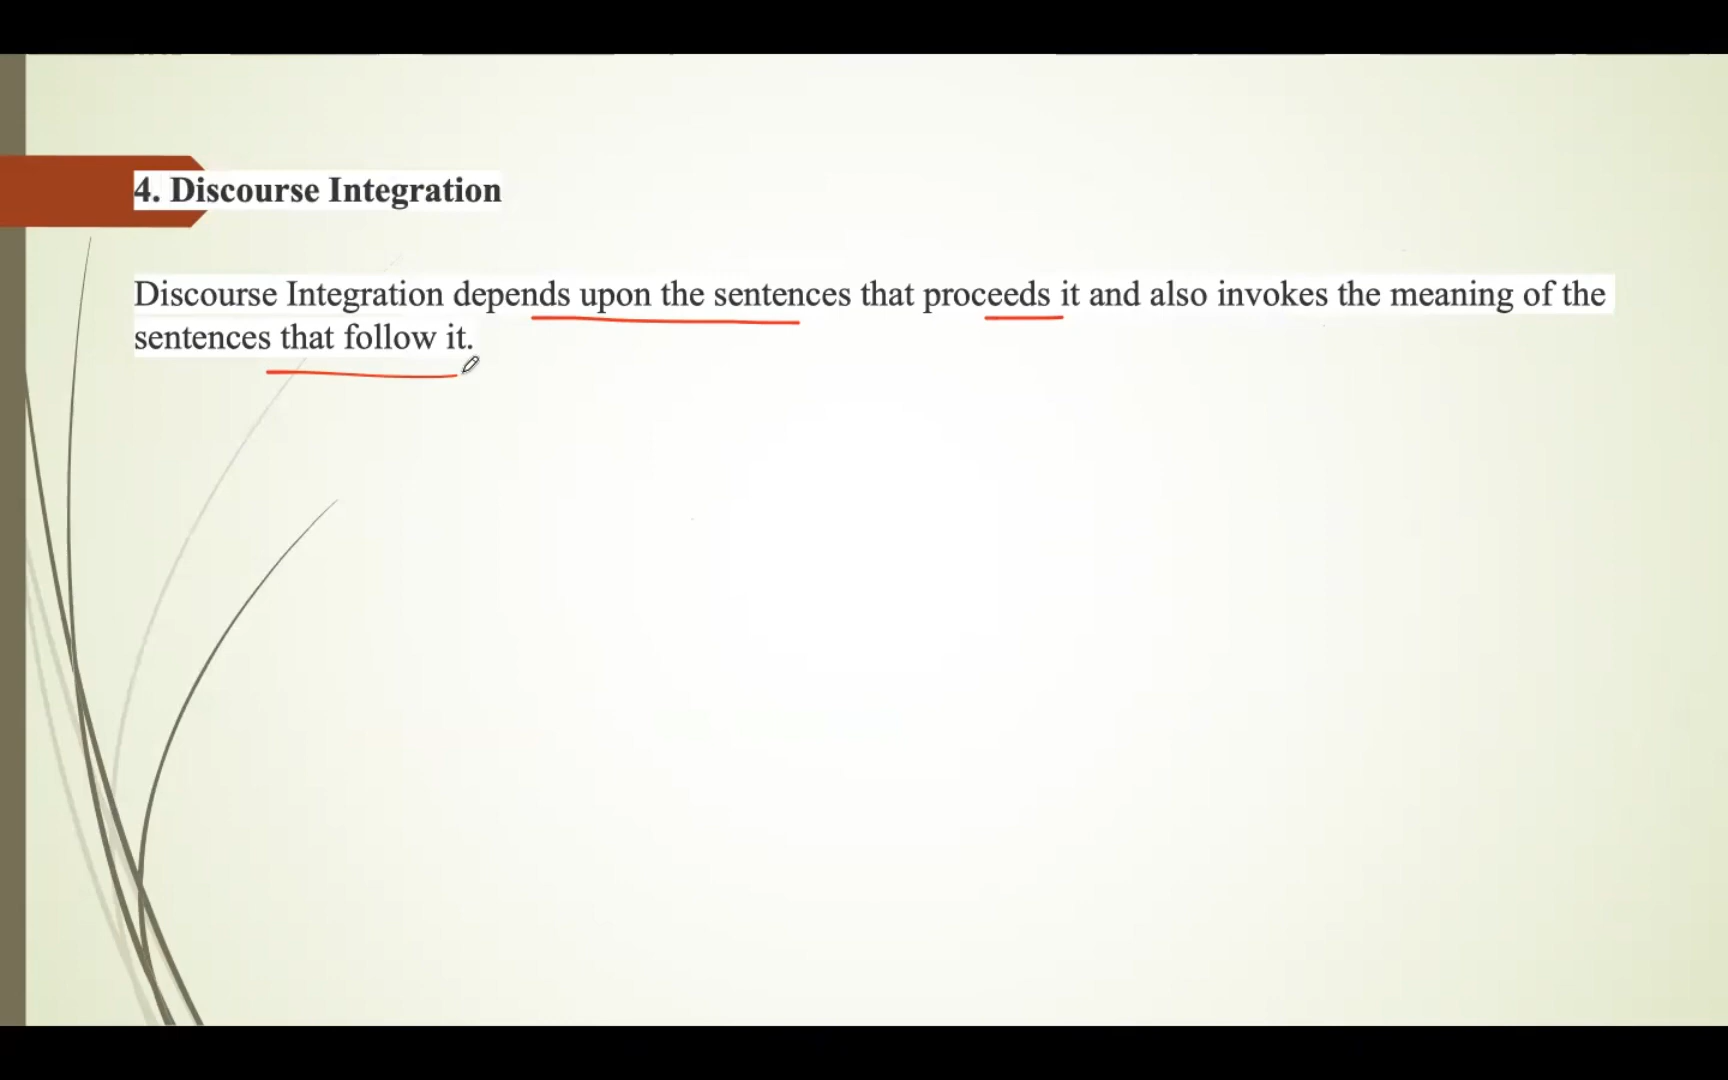 4. Discourse Integration
Discourse Integration depends upon the sentences that proceeds it and also invokes the meaning of the
sentences that follow it.